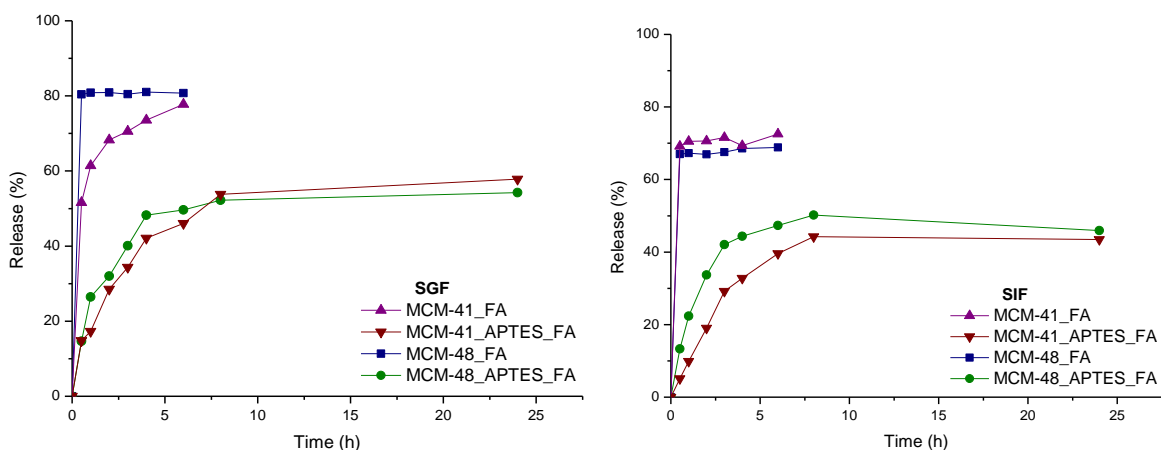 100
80
60
40
20
0
Release (%)
0
5
10
15
20
25
Time (h)
SGF
MCM-41_FA
MCM-41_APTES_FA
MCM-48_FA
MCM-48_APTES_FA
100
80
60
40
20
0
Release (%)
0
5
10
15
20
25
Time (h)
SIF
MCM-41_FA
MCM-41_APTES_FA
MCM-48_FA
MCM-48_APTES_FA